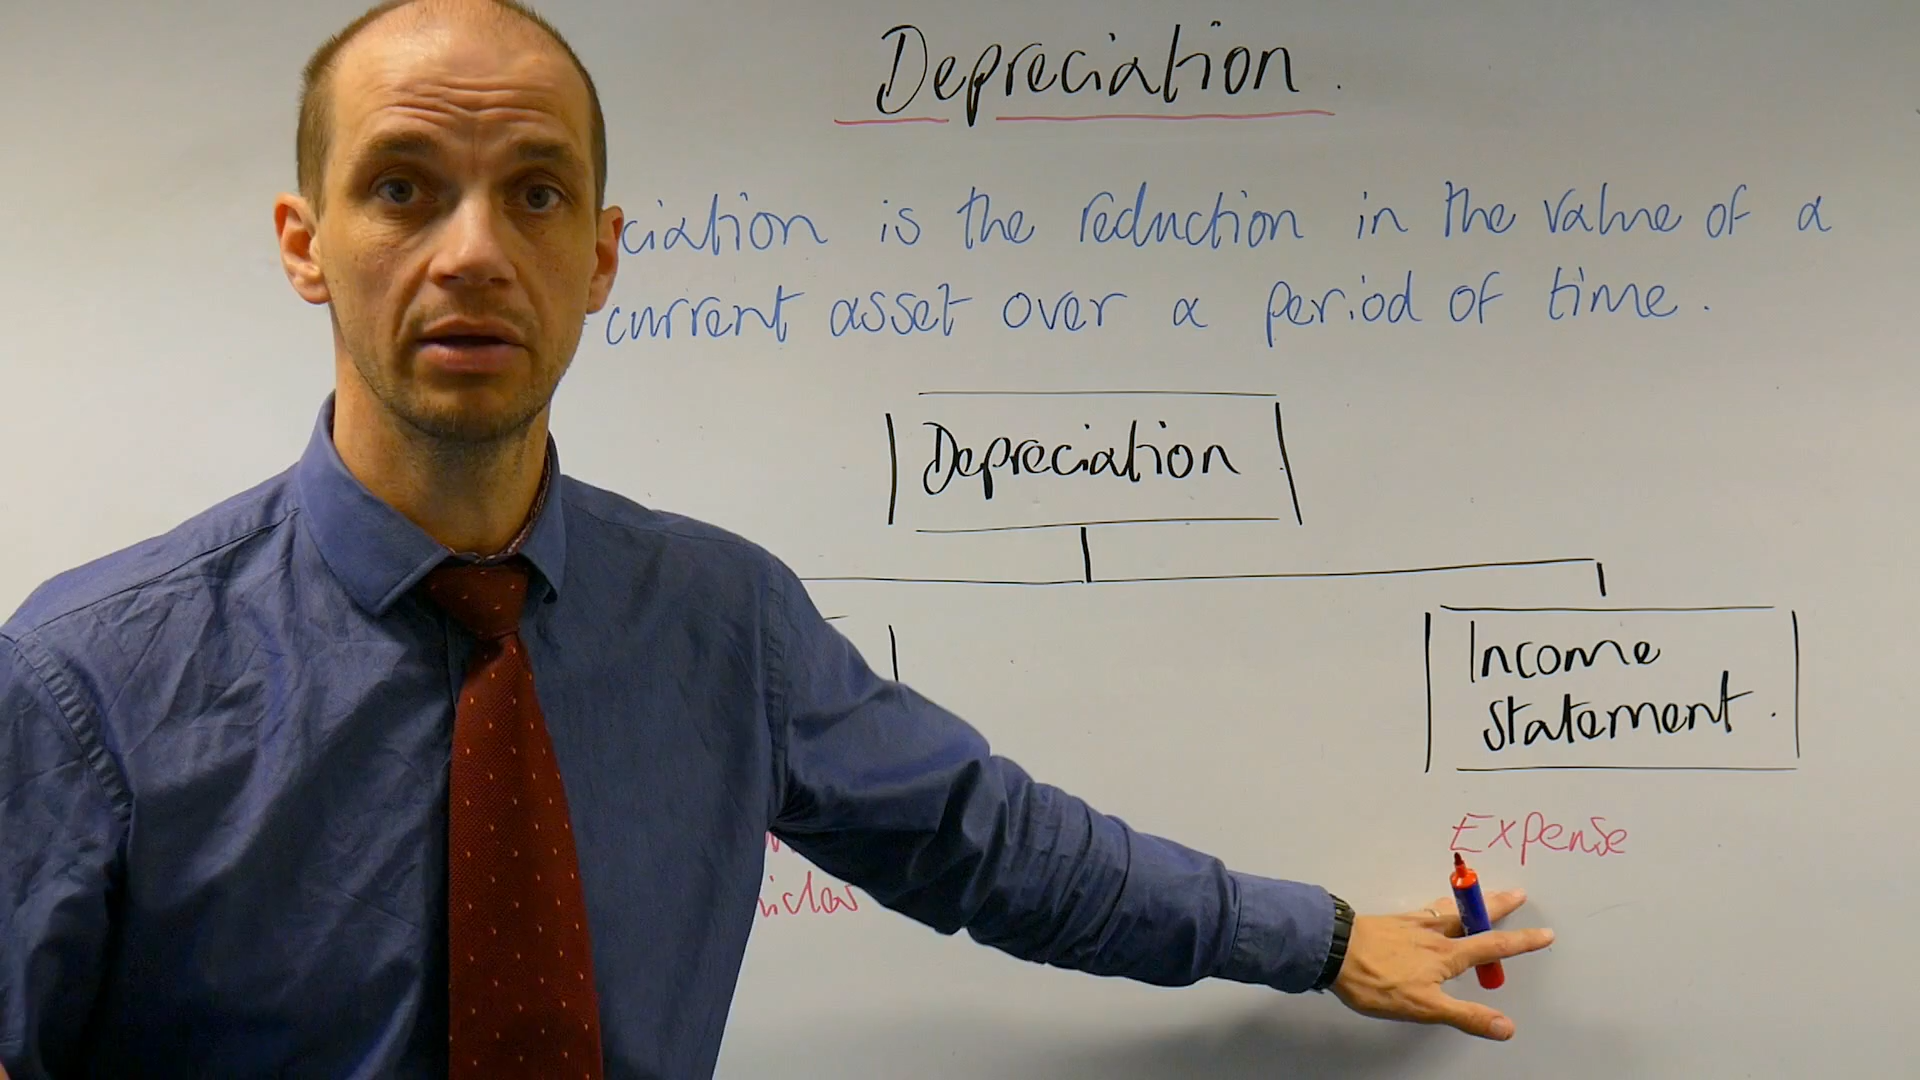 Depreciation.
ciation is the reduction in the value of a
current asset over a period of time.
Depreciation
Income
Statement.
Expense